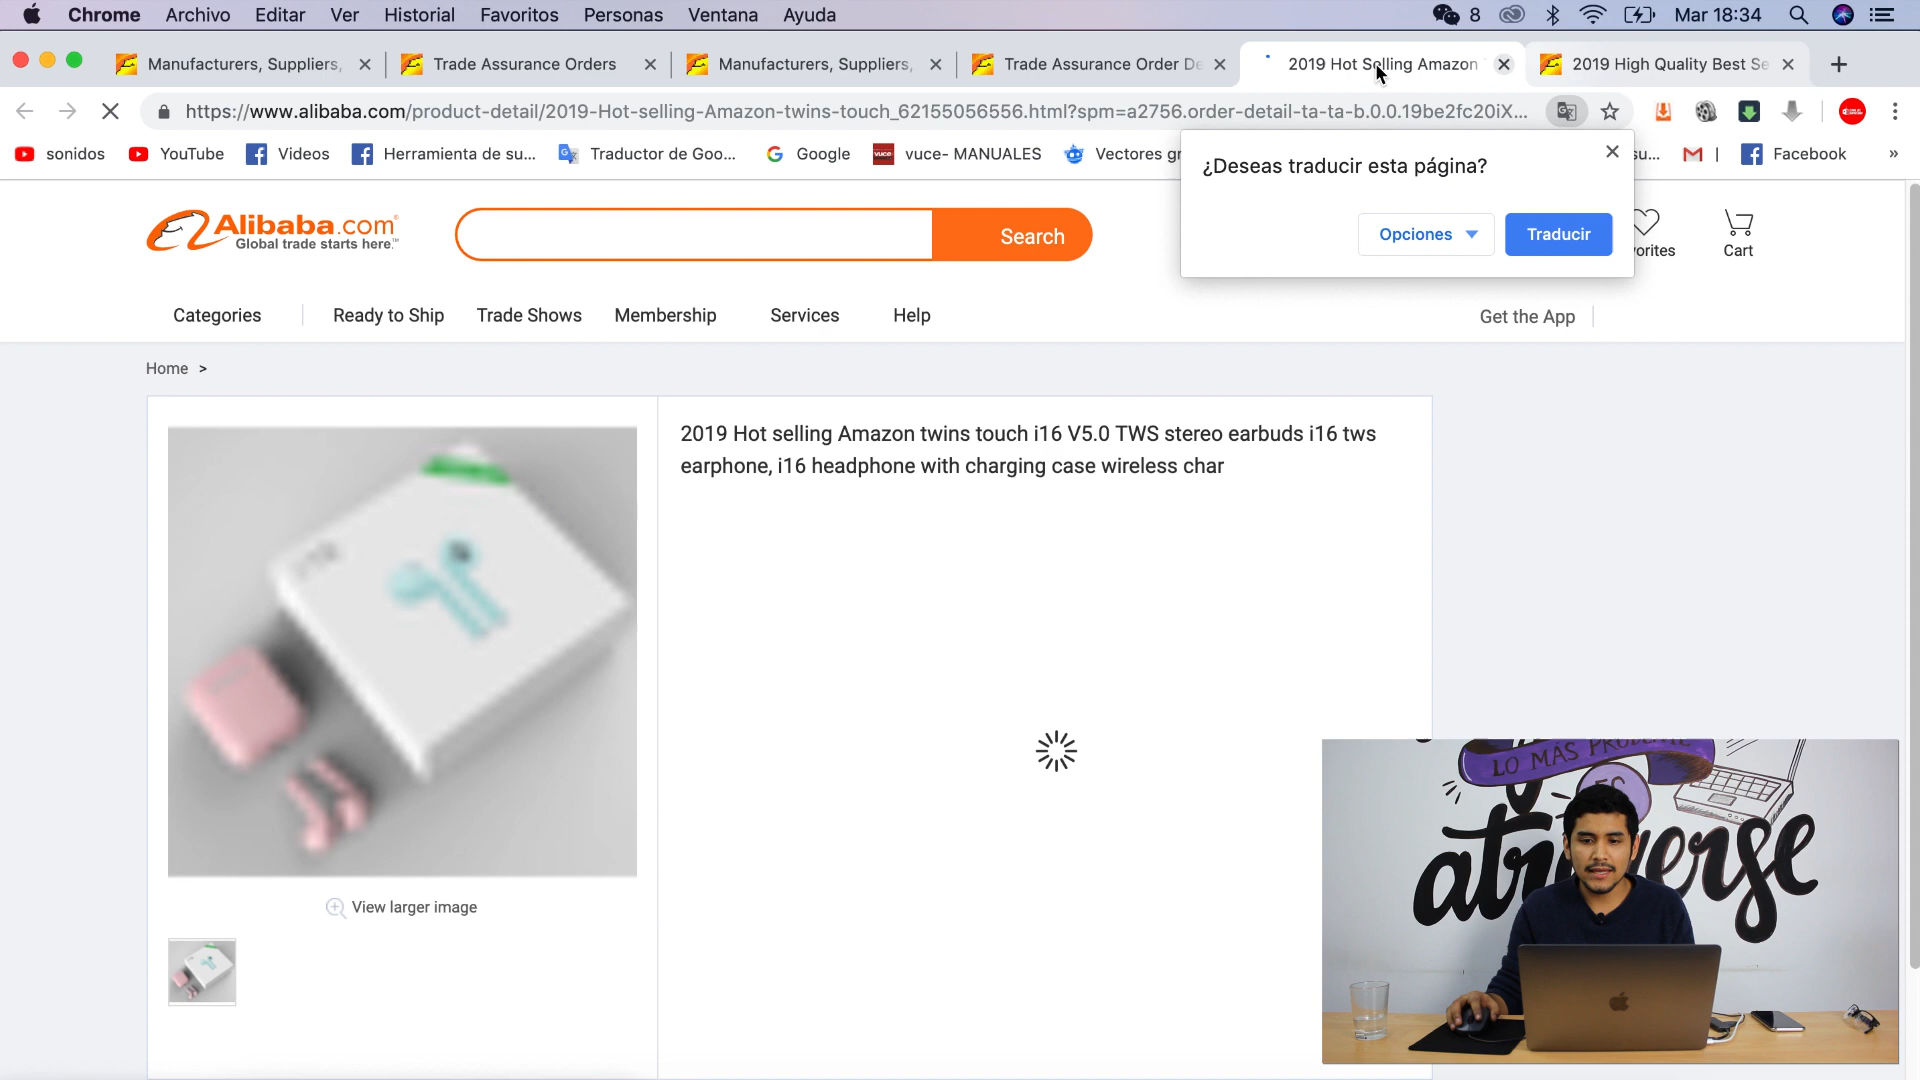 Chrome Archivo Editar Ver Historial Favoritos Personas Ventana Ayuda 8 Mar 18:34
Manufacturers, Suppliers, Trade Assurance Orders Manufacturers, Suppliers, Trade Assurance Order De 2019 Hot Selling Amazon 2019 High Quality Best Se
https://www.alibaba.com/product-detail/2019-Hot-selling-Amazon-twins-touch_62155056556.html?spm=a2756.order-detail-ta-ta-b.0.0.19be2fc20iX...
sonidos YouTube Videos Herramienta de su... Traductor de Goo... Google vuce- MANUALES Vectores gr su... Facebook »
¿Deseas traducir esta página?
Opciones Traducir
Alibaba.com
Global trade starts here.™
Search
vorites Cart
Categories Ready to Ship Trade Shows Membership Services Help Get the App
Home >
2019 Hot selling Amazon twins touch i16 V5.0 TWS stereo earbuds i16 tws
earphone, i16 headphone with charging case wireless char
View larger image
LO MÁS PRUDENTE
ES
atreverse